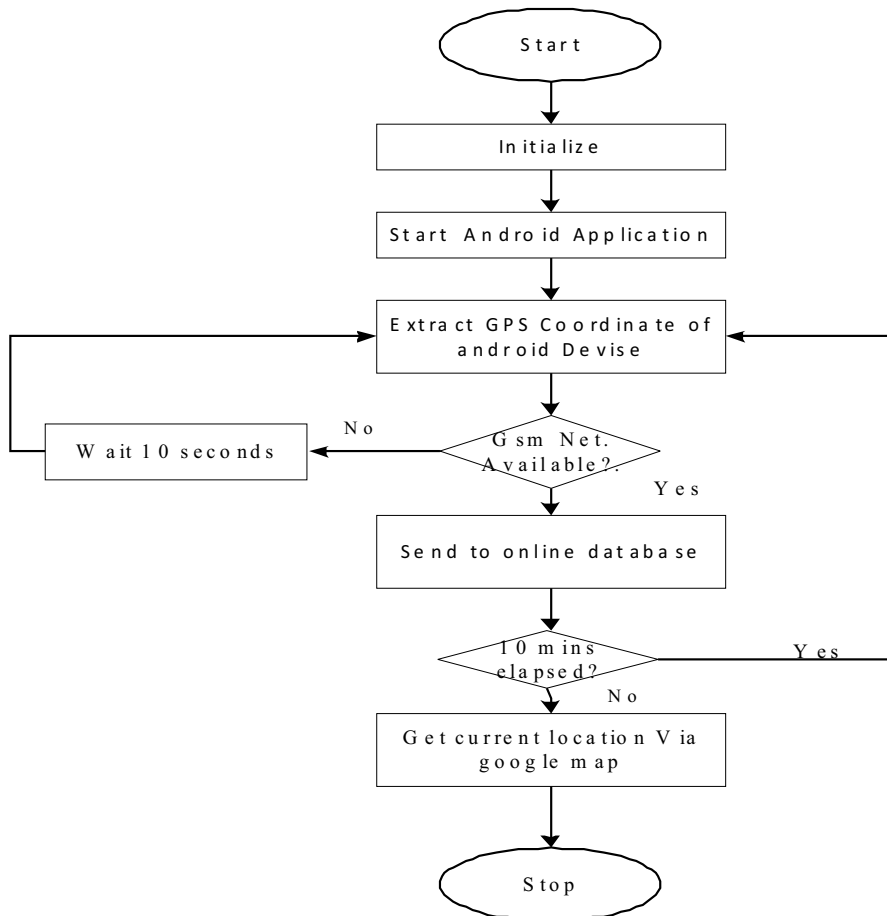 Start
Initialize
Start Android Application
Extract GPS Coordinate of
android Devise
No
Wait 10 seconds
Gsm Net.
Available?.
Yes
Send to online database
10 mins
elapsed?
Yes
No
Get current location Via
google map
Stop